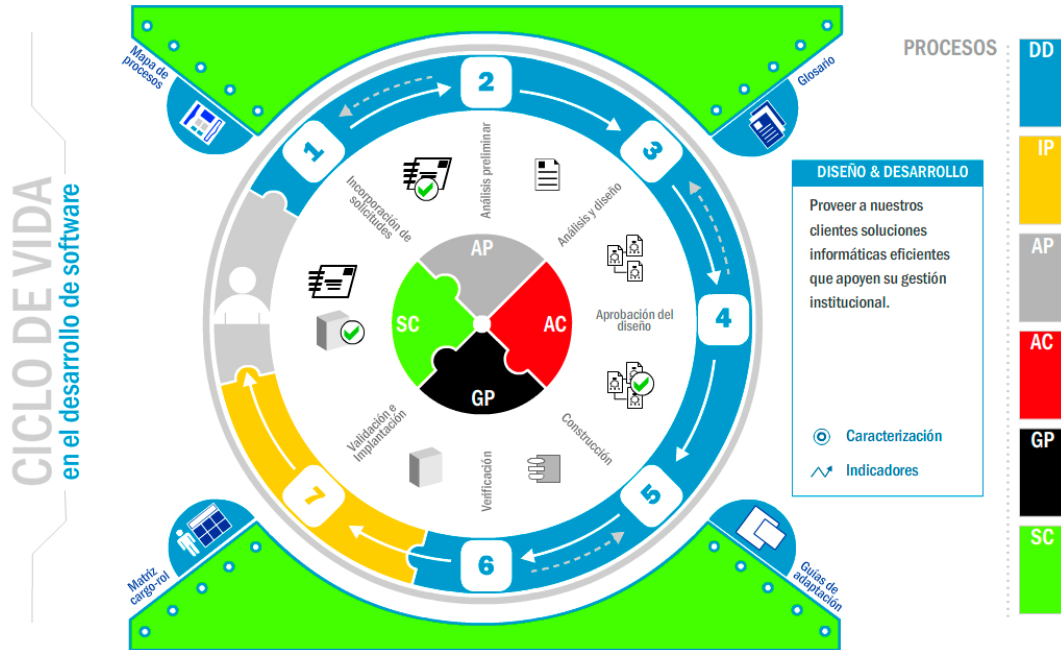 CICLO DE VIDA
en el desarrollo de software
Mapa de
procesos
Glosario
Matriz
cargo-rol
Guías de
adaptación
1
2
3
4
5
6
7
Incorporación de
solicitudes
Análisis preliminar
Análisis y diseño
Aprobación del
diseño
Construcción
Verificación
Validación e
Implantación
AP
SC
AC
GP
PROCESOS
DISEÑO & DESARROLLO
Proveer a nuestros
clientes soluciones
informáticas eficientes
que apoyen su gestión
institucional.
Caracterización
Indicadores
DD
IP
AP
AC
GP
SC